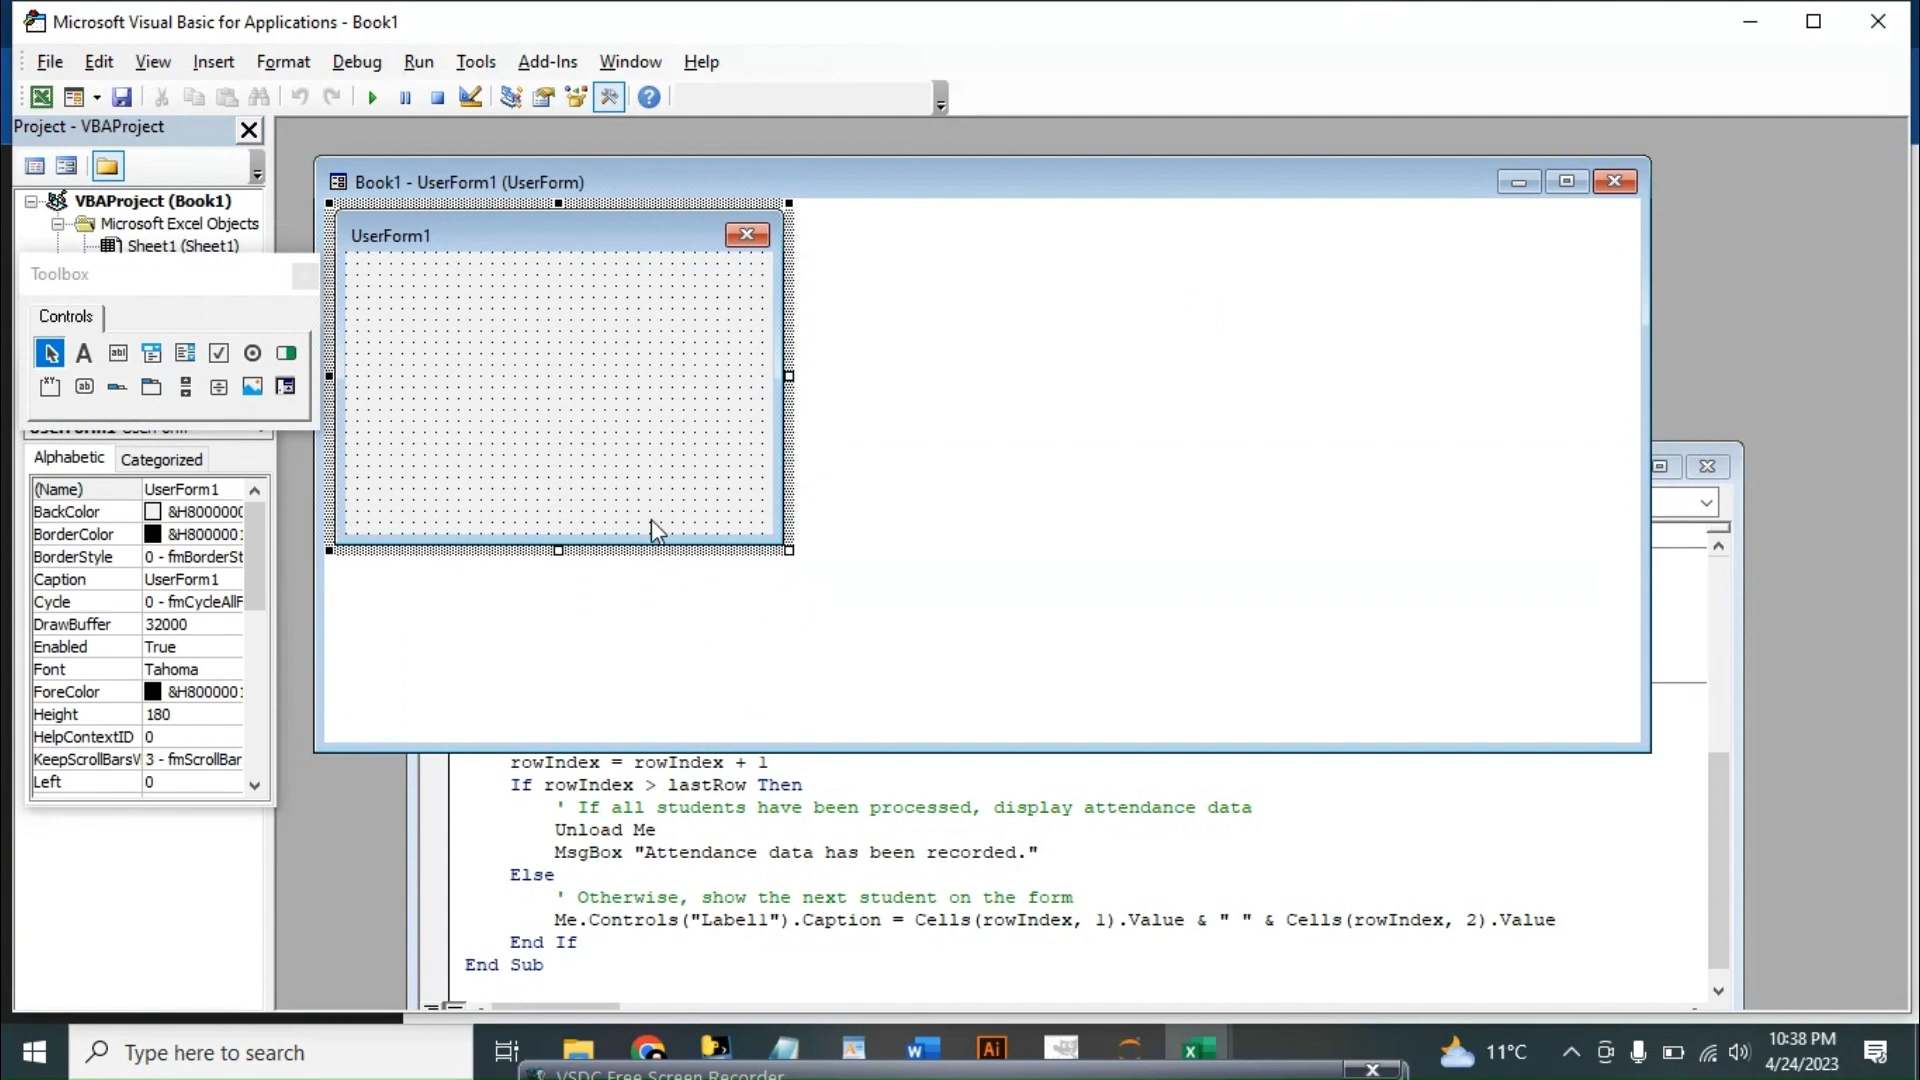 Microsoft Visual Basic for Applications - Book1
File Edit View Insert Format Debug Run Tools Add-Ins Window Help
Project - VBAProject
VBAProject (Book1)
Microsoft Excel Objects
Sheet1 (Sheet1)
Toolbox
Controls
A
Alphabetic Categorized
(Name) UserForm1
BackColor &H8000000
BorderColor &H8000001
BorderStyle 0 - fmBorderSt
Caption UserForm1
Cycle 0 - fmCycleAllF
DrawBuffer 32000
Enabled True
Font Tahoma
ForeColor &H8000001
Height 180
HelpContextID 0
KeepScrollBarsV 3 - fmScrollBar
Left 0
Book1 - UserForm1 (UserForm)
UserForm1
rowIndex = rowIndex + 1
If rowIndex > lastRow Then
' If all students have been processed, display attendance data
Unload Me
MsgBox "Attendance data has been recorded."
Else
' Otherwise, show the next student on the form
Me.Controls("Label1").Caption = Cells(rowIndex, 1).Value & " " & Cells(rowIndex, 2).Value
End If
End Sub
Type here to search
VSDC Free Screen Recorder
11°C
10:38 PM
4/24/2023